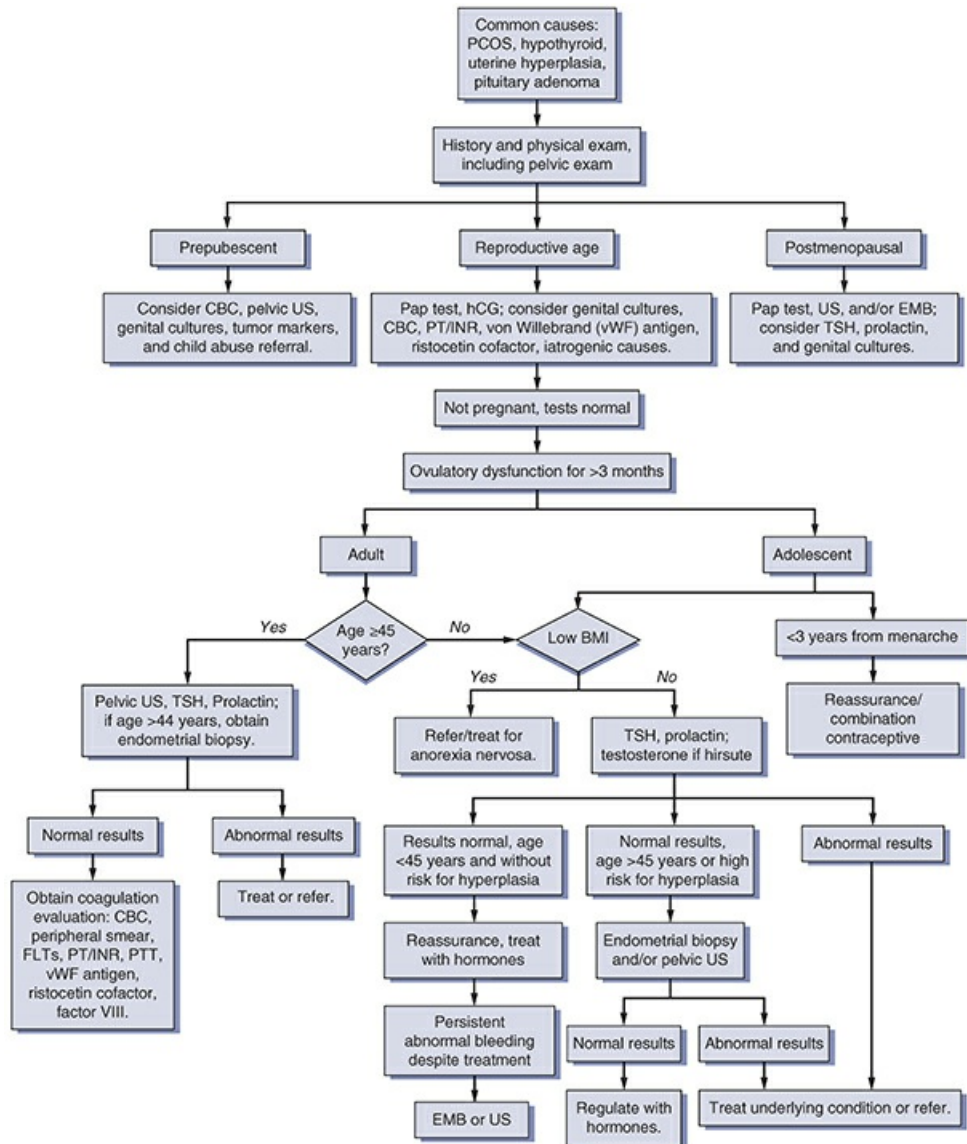 Common causes:
PCOS, hypothyroid,
uterine hyperplasia,
pituitary adenoma
History and physical exam,
including pelvic exam
Prepubescent
Reproductive age
Postmenopausal
Consider CBC, pelvic US,
genital cultures, tumor markers,
and child abuse referral.
Pap test, hCG; consider genital cultures,
CBC, PT/INR, von Willebrand (vWF) antigen,
ristocetin cofactor, iatrogenic causes.
Pap test, US, and/or EMB;
consider TSH, prolactin,
and genital cultures.
Not pregnant, tests normal
Ovulatory dysfunction for >3 months
Adult
Adolescent
Yes
Age ≥45
years?
No
Low BMI
<3 years from menarche
Yes
No
Pelvic US, TSH, Prolactin;
if age >44 years, obtain
endometrial biopsy.
Refer/treat for
anorexia nervosa.
TSH, prolactin;
testosterone if hirsute
Reassurance/
combination
contraceptive
Normal results
Abnormal results
Results normal, age
<45 years and without
risk for hyperplasia
Normal results,
age >45 years or high
risk for hyperplasia
Abnormal results
Obtain coagulation
evaluation: CBC,
peripheral smear,
FLTs, PT/INR, PTT,
vWF antigen,
ristocetin cofactor,
factor VIII.
Treat or refer.
Reassurance, treat
with hormones
Endometrial biopsy
and/or pelvic US
Persistent
abnormal bleeding
despite treatment
Normal results
Abnormal results
EMB or US
Regulate with
hormones.
Treat underlying condition or refer.